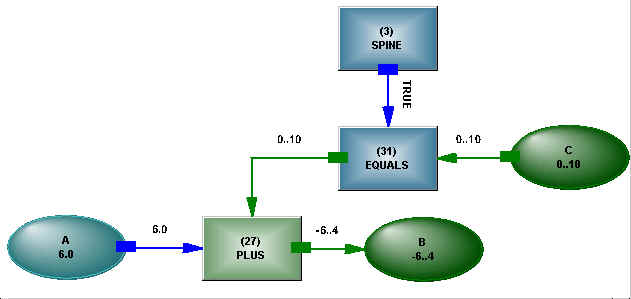 (3)
SPINE
TRUE
0..10
(31)
EQUALS
0..10
C
0..10
A
6.0
6.0
(27)
PLUS
-6..4
B
-6..4